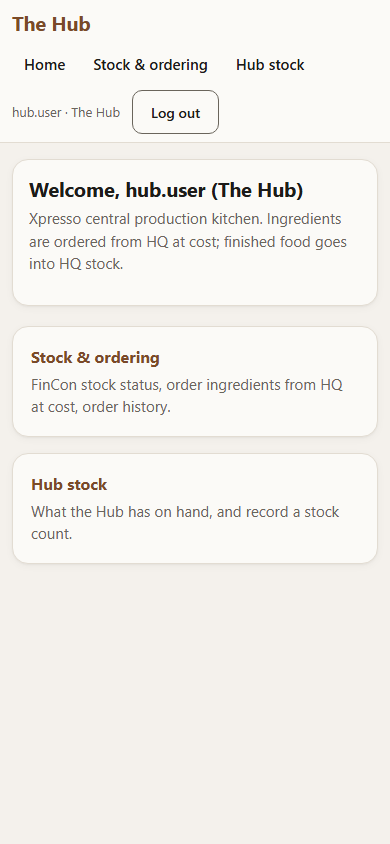 The Hub
Home Stock & ordering Hub stock
hub.user · The Hub Log out
Welcome, hub.user (The Hub)
Xpresso central production kitchen. Ingredients
are ordered from HQ at cost; finished food goes
into HQ stock.
Stock & ordering
FinCon stock status, order ingredients from HQ
at cost, order history.
Hub stock
What the Hub has on hand, and record a stock
count.